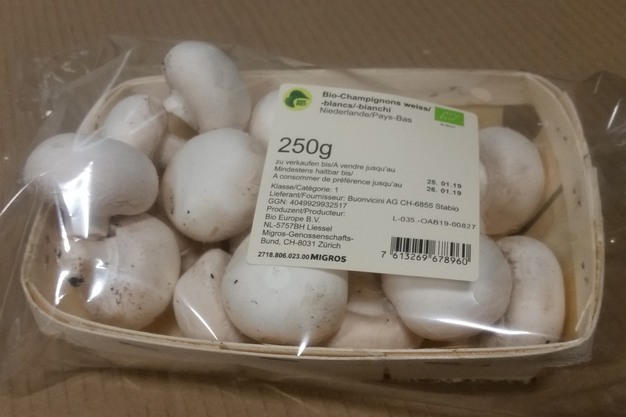 Bio-Champignons weiss/
-blancs/-bianchi
Niederlande/Pays-Bas
250g
zu verkaufen bis/A vendre jusqu'au 25.01.19
Mindestens haltbar bis/
A consommer de préférence jusqu'au 26.01.19
Klasse/Catégorie: 1
Lieferant/Fournisseur: Buonvicini AG CH-6855 Stabio
GGN: 4049929932517
L-035.-OAB19-00827
Produzent/Producteur:
Bio Europe B.V.
NL-5757BH Liessel
Migros-Genossenschafts-
Bund, CH-8031 Zürich
2718.806.023.00 MIGROS
7 613269 678960